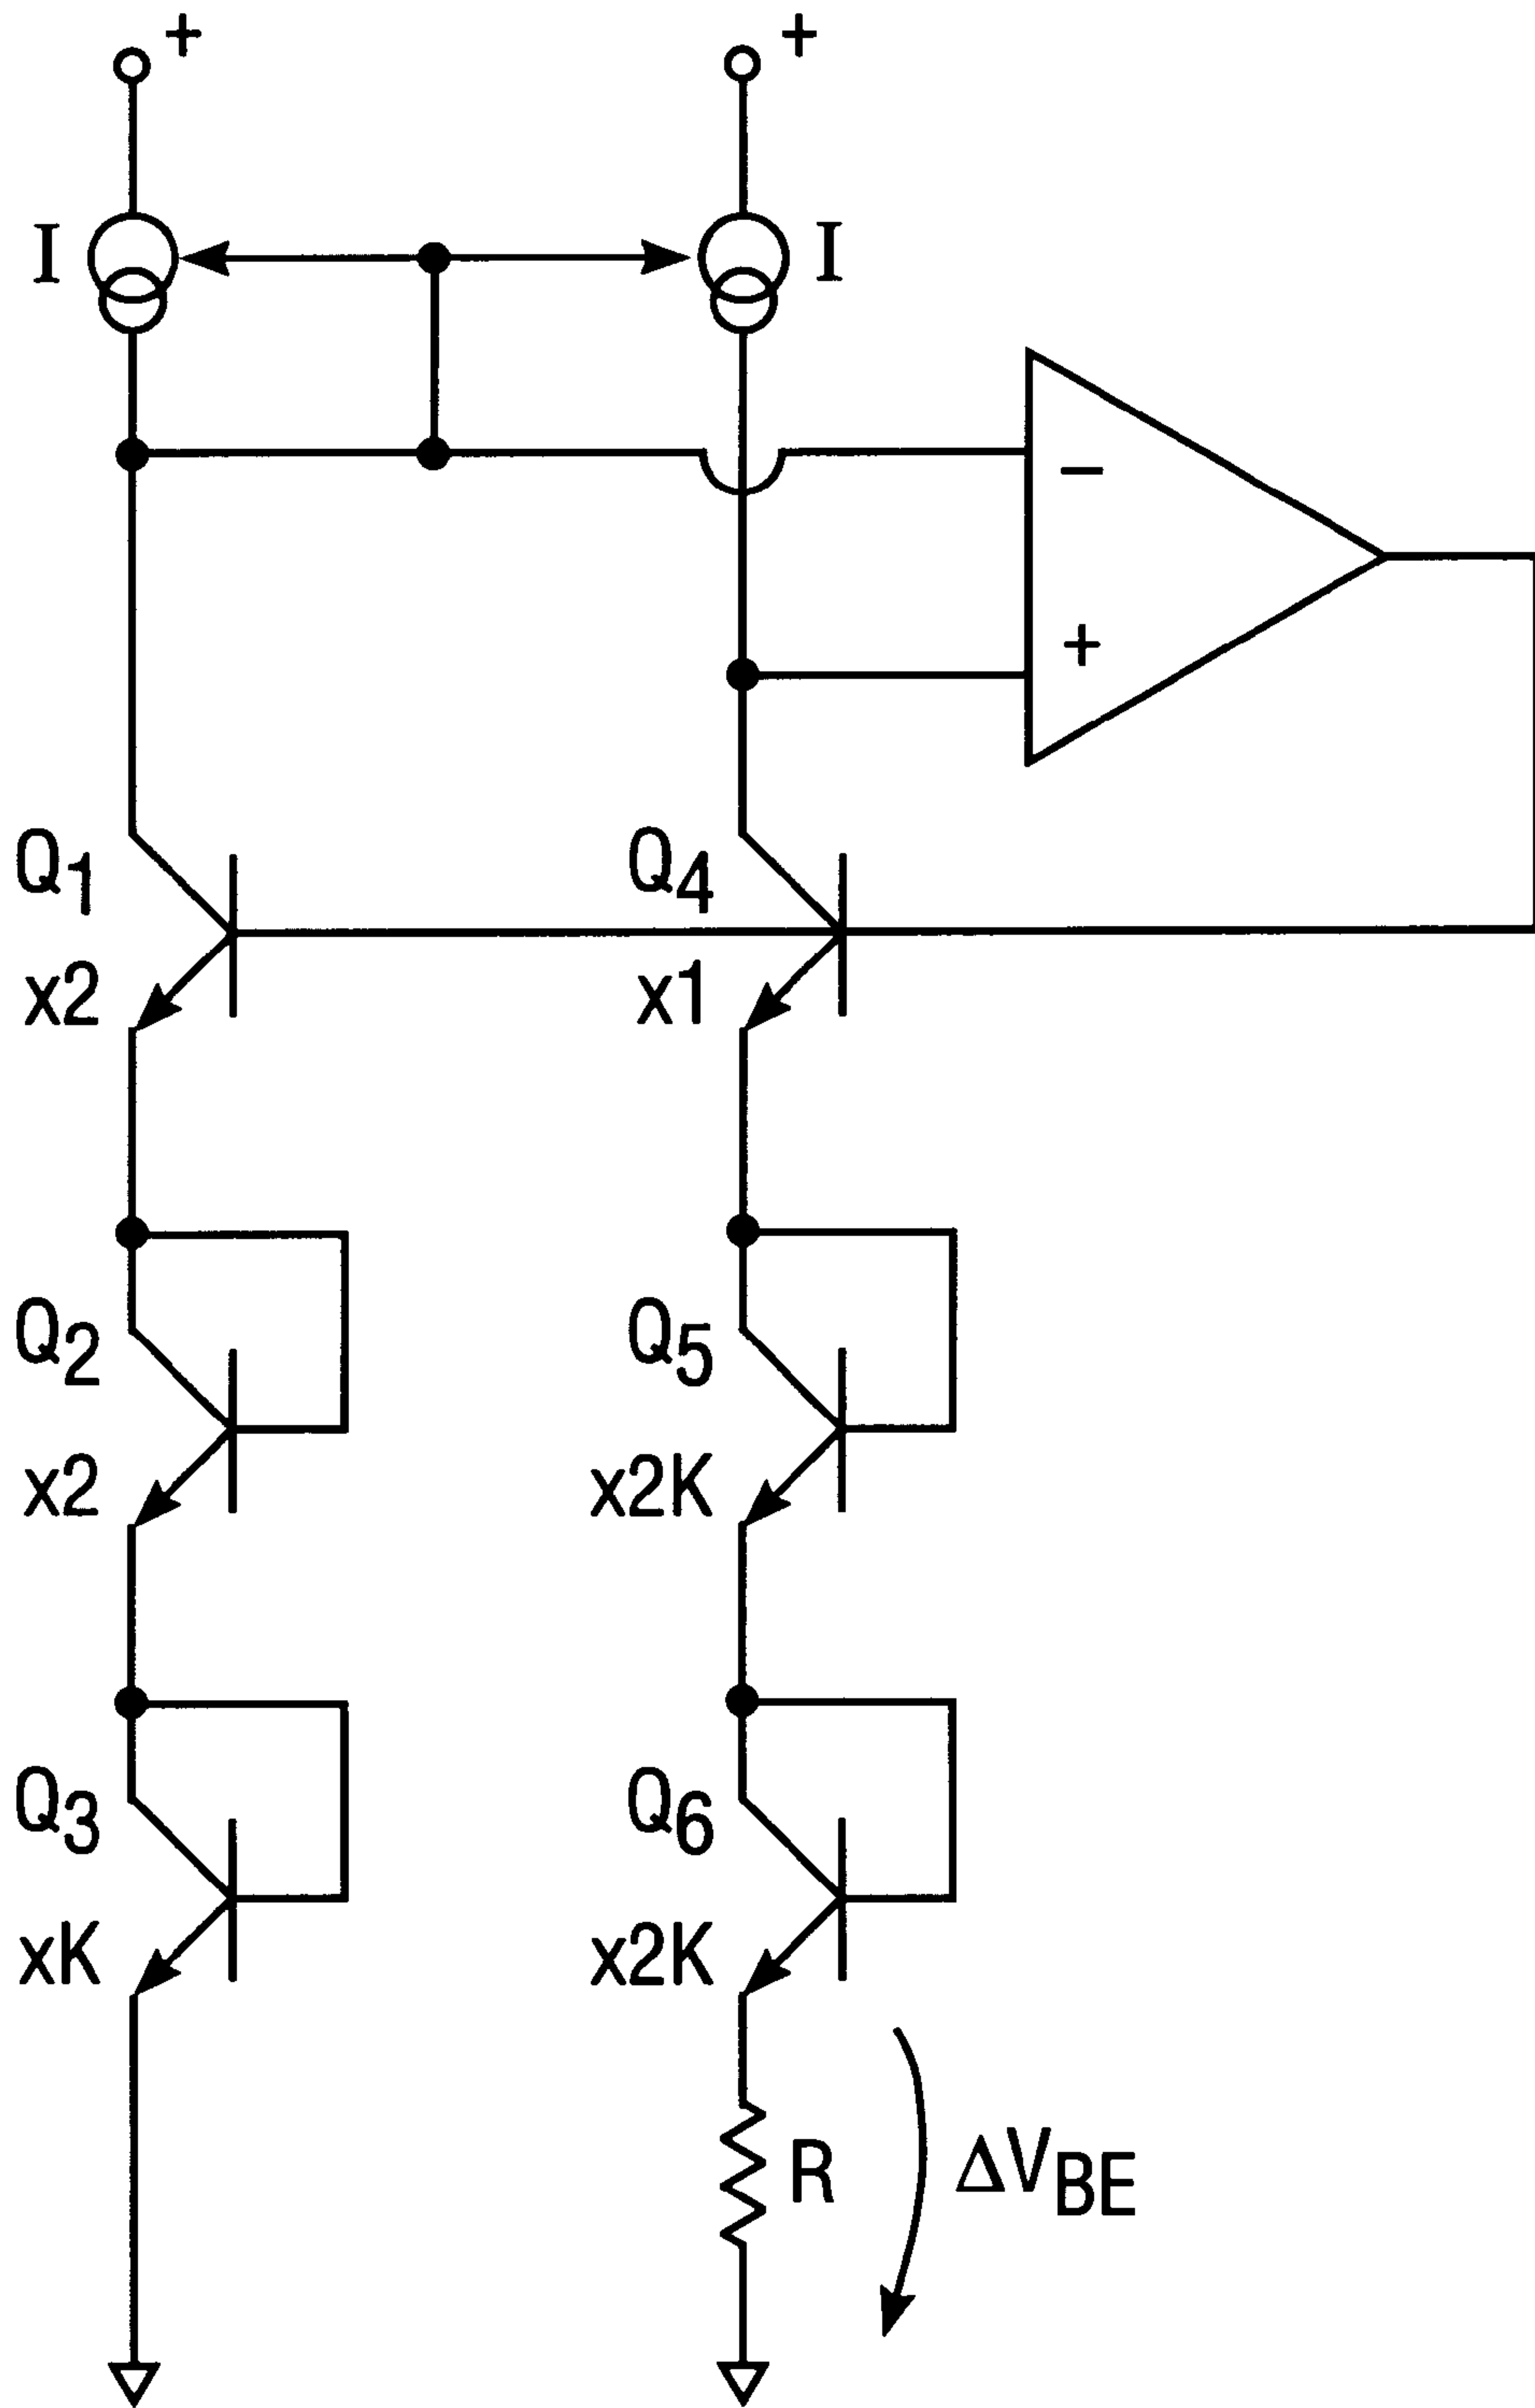 + +
I I
−
+
Q1 Q4
x2 x1
Q2 Q5
x2 x2K
Q3 Q6
xK x2K
R ΔVBE